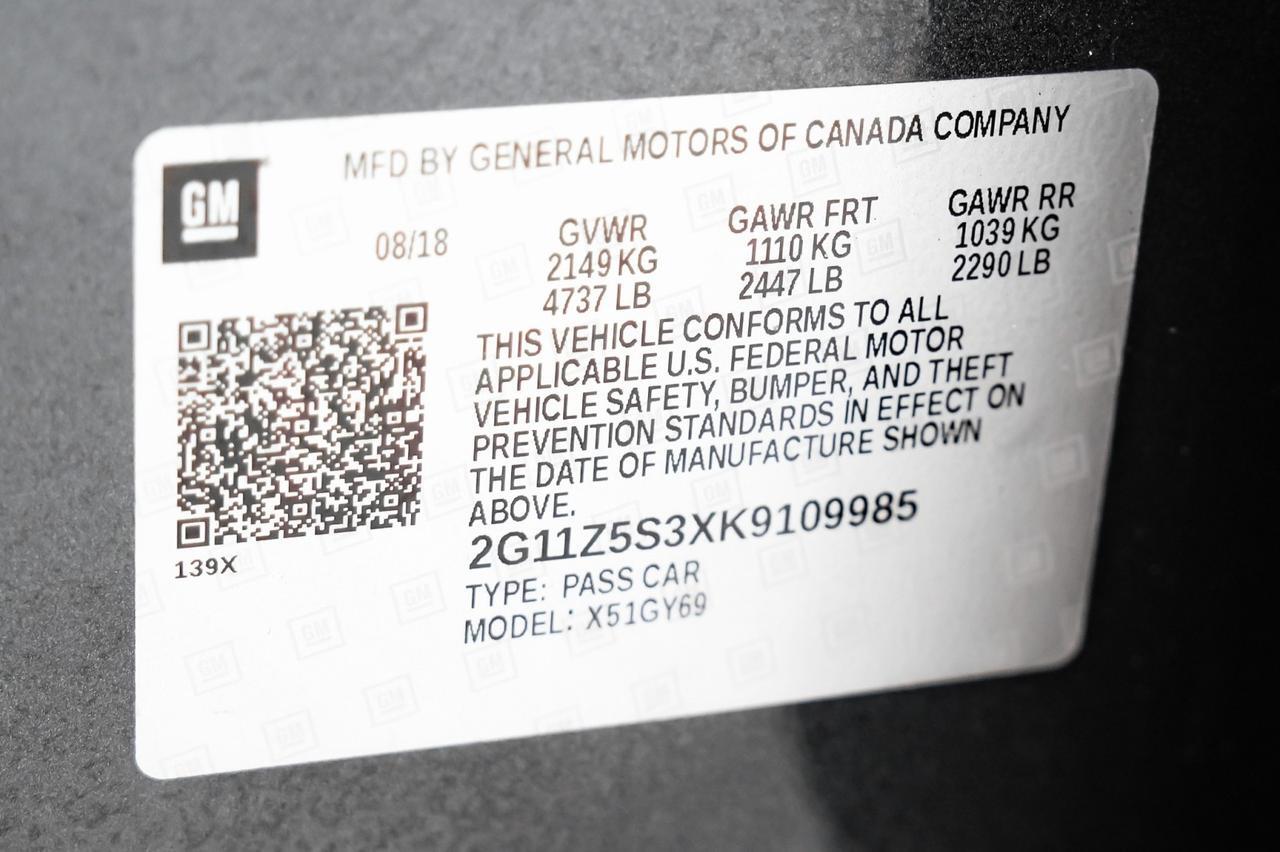 GM
MFD BY GENERAL MOTORS OF CANADA COMPANY
08/18
GVWR
2149 KG
4737 LB
GAWR FRT
1110 KG
2447 LB
GAWR RR
1039 KG
2290 LB
THIS VEHICLE CONFORMS TO ALL
APPLICABLE U.S. FEDERAL MOTOR
VEHICLE SAFETY, BUMPER, AND THEFT
PREVENTION STANDARDS IN EFFECT ON
THE DATE OF MANUFACTURE SHOWN
ABOVE.
2G11Z5S3XK9109985
TYPE: PASS CAR
MODEL: X51GY69
139X